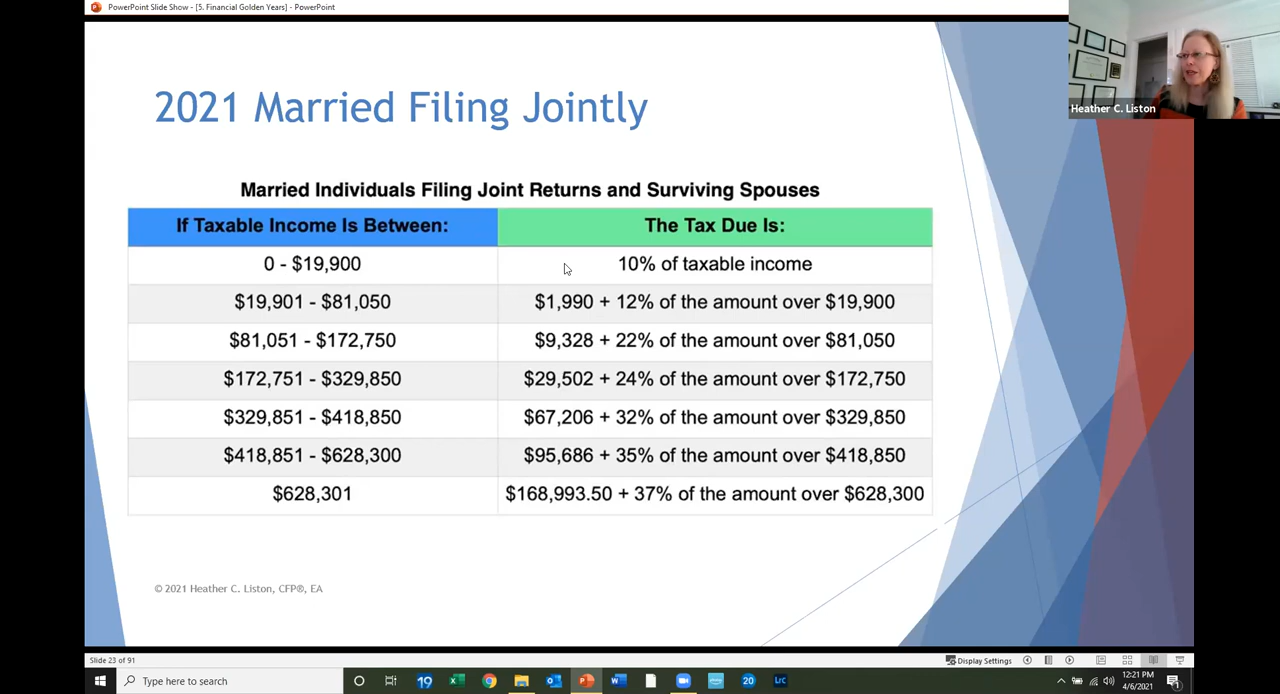 PowerPoint Slide Show - [5. Financial Golden Years] - PowerPoint
Heather C. Liston
2021 Married Filing Jointly
Married Individuals Filing Joint Returns and Surviving Spouses
If Taxable Income Is Between: The Tax Due Is:
0 - $19,900 10% of taxable income
$19,901 - $81,050 $1,990 + 12% of the amount over $19,900
$81,051 - $172,750 $9,328 + 22% of the amount over $81,050
$172,751 - $329,850 $29,502 + 24% of the amount over $172,750
$329,851 - $418,850 $67,206 + 32% of the amount over $329,850
$418,851 - $628,300 $95,686 + 35% of the amount over $418,850
$628,301 $168,993.50 + 37% of the amount over $628,300
© 2021 Heather C. Liston, CFP®, EA
Slide 23 of 91 Display Settings
Type here to search 19 20 Lrc 12:21 PM
4/6/2021 1